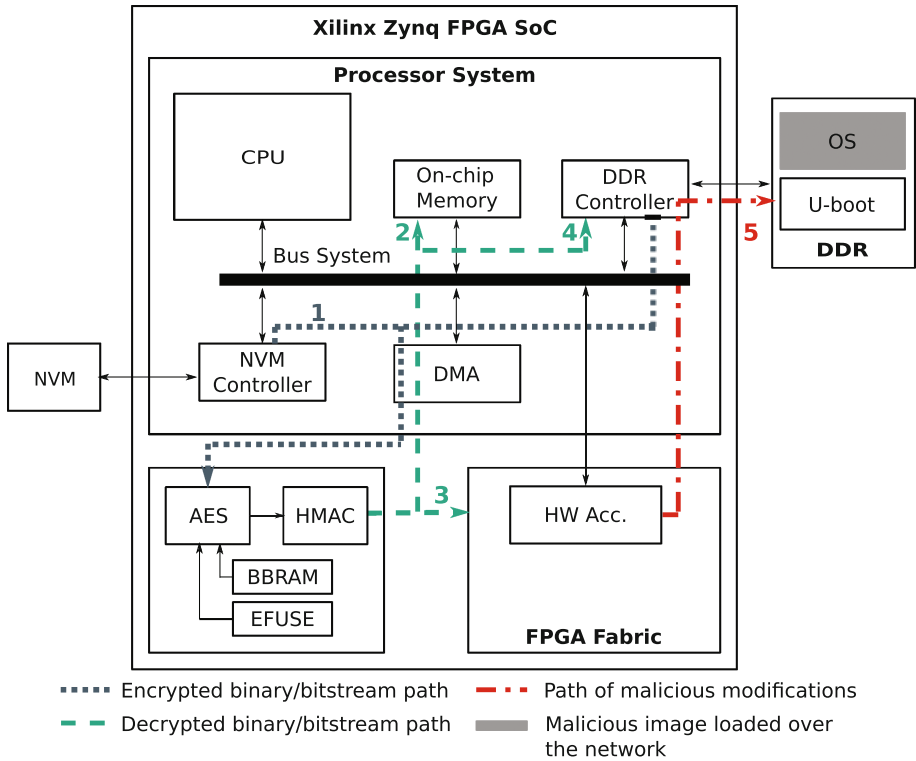 Xilinx Zynq FPGA SoC
Processor System
CPU
On-chip
Memory
DDR
Controller
OS
U-boot
DDR
2
4
5
Bus System
1
NVM
NVM
Controller
DMA
3
AES
HMAC
HW Acc.
BBRAM
EFUSE
FPGA Fabric
Encrypted binary/bitstream path
Path of malicious modifications
Decrypted binary/bitstream path
Malicious image loaded over
the network